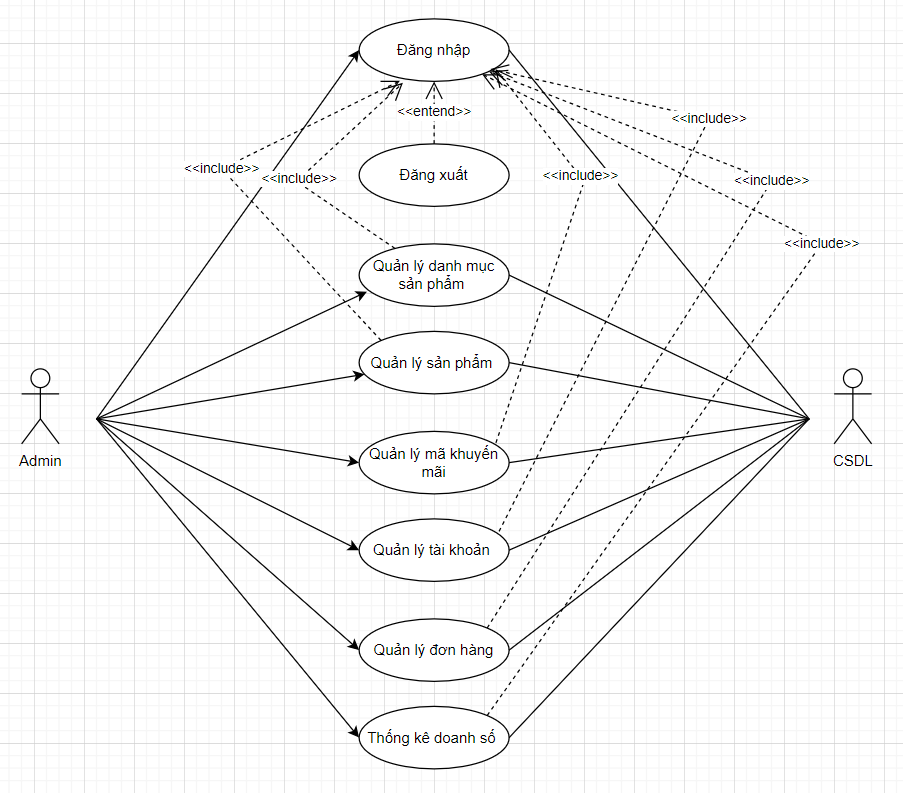 Đăng nhập
<<entend>>
<<include>>
<<include>>
<<include>>
<<include>>
<<include>>
<<include>>
Đăng xuất
Quản lý danh mục
sản phẩm
Quản lý sản phẩm
Admin
CSDL
Quản lý mã khuyến
mãi
Quản lý tài khoản
Quản lý đơn hàng
Thống kê doanh số